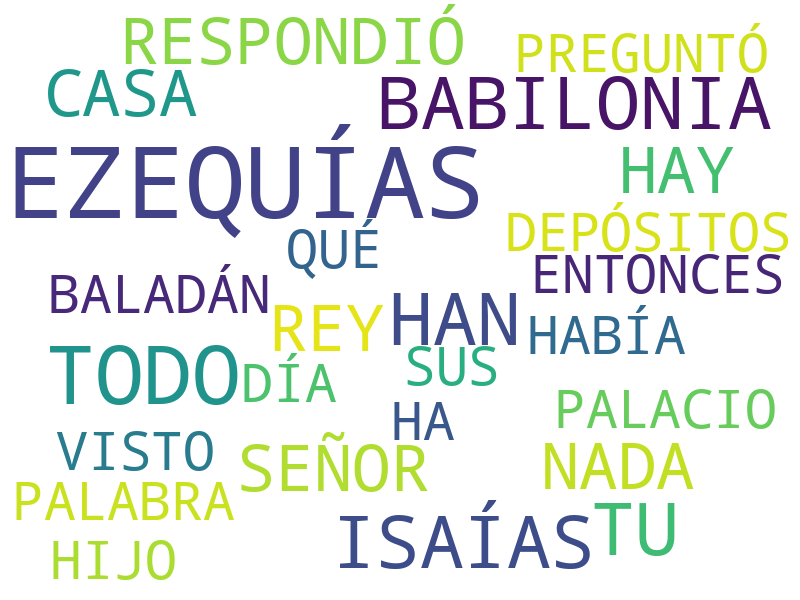 RESPONDIÓ
PREGUNTÓ
CASA
BABILONIA
EZEQUÍAS
HAY
DEPÓSITOS
QUÉ
ENTONCES
BALADÁN
REY
HAN
HABÍA
TODO
DÍA
SUS
PALACIO
HA
VISTO
SEÑOR
NADA
PALABRA
ISAÍAS
TU
HIJO